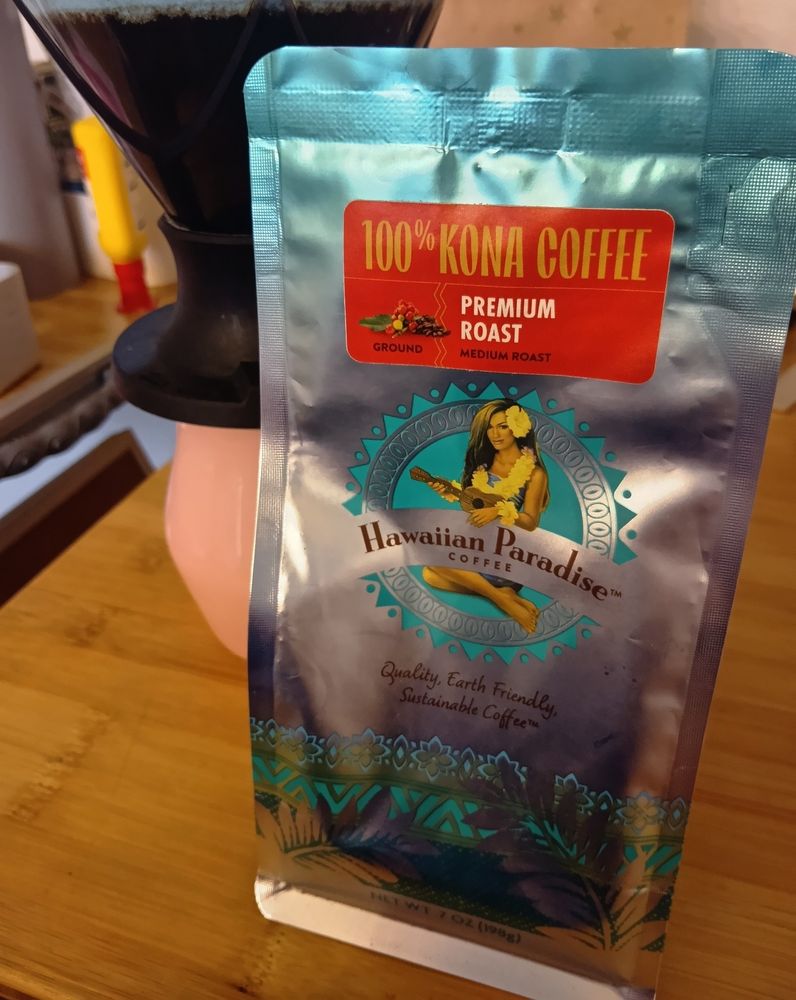 100% KONA COFFEE
PREMIUM
ROAST
GROUND
MEDIUM ROAST
Hawaiian Paradise™
COFFEE
Quality, Earth Friendly,
Sustainable Coffee™
NET WT 7 OZ (198g)